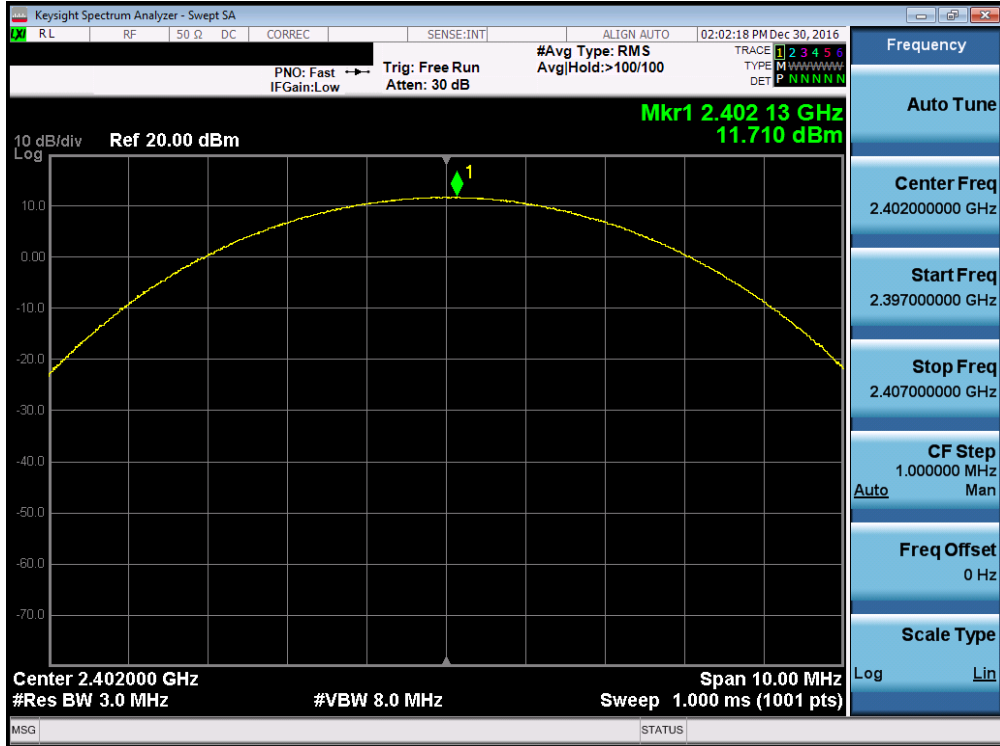 Keysight Spectrum Analyzer - Swept SA
LXI RL RF 50 Ω DC CORREC SENSE:INT ALIGN AUTO 02:02:18 PM Dec 30, 2016
PNO: Fast
IFGain:Low
Trig: Free Run
Atten: 30 dB
#Avg Type: RMS
Avg|Hold:>100/100
TRACE 1 2 3 4 5 6
TYPE M WWWWW
DET P N N N N N
Mkr1 2.402 13 GHz
11.710 dBm
10 dB/div Ref 20.00 dBm
Log
1
10.0
0.00
-10.0
-20.0
-30.0
-40.0
-50.0
-60.0
-70.0
Center 2.402000 GHz Span 10.00 MHz
#Res BW 3.0 MHz #VBW 8.0 MHz Sweep 1.000 ms (1001 pts)
MSG STATUS
Frequency
Auto Tune
Center Freq
2.402000000 GHz
Start Freq
2.397000000 GHz
Stop Freq
2.407000000 GHz
CF Step
1.000000 MHz
Auto Man
Freq Offset
0 Hz
Scale Type
Log Lin